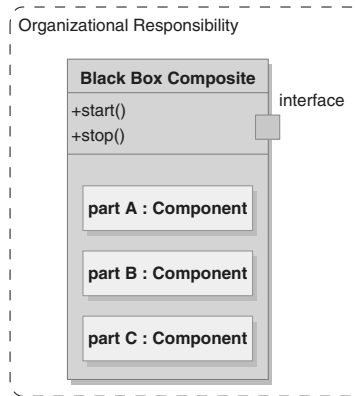 Organizational Responsibility
Black Box Composite
interface
+start()
+stop()
part A : Component
part B : Component
part C : Component